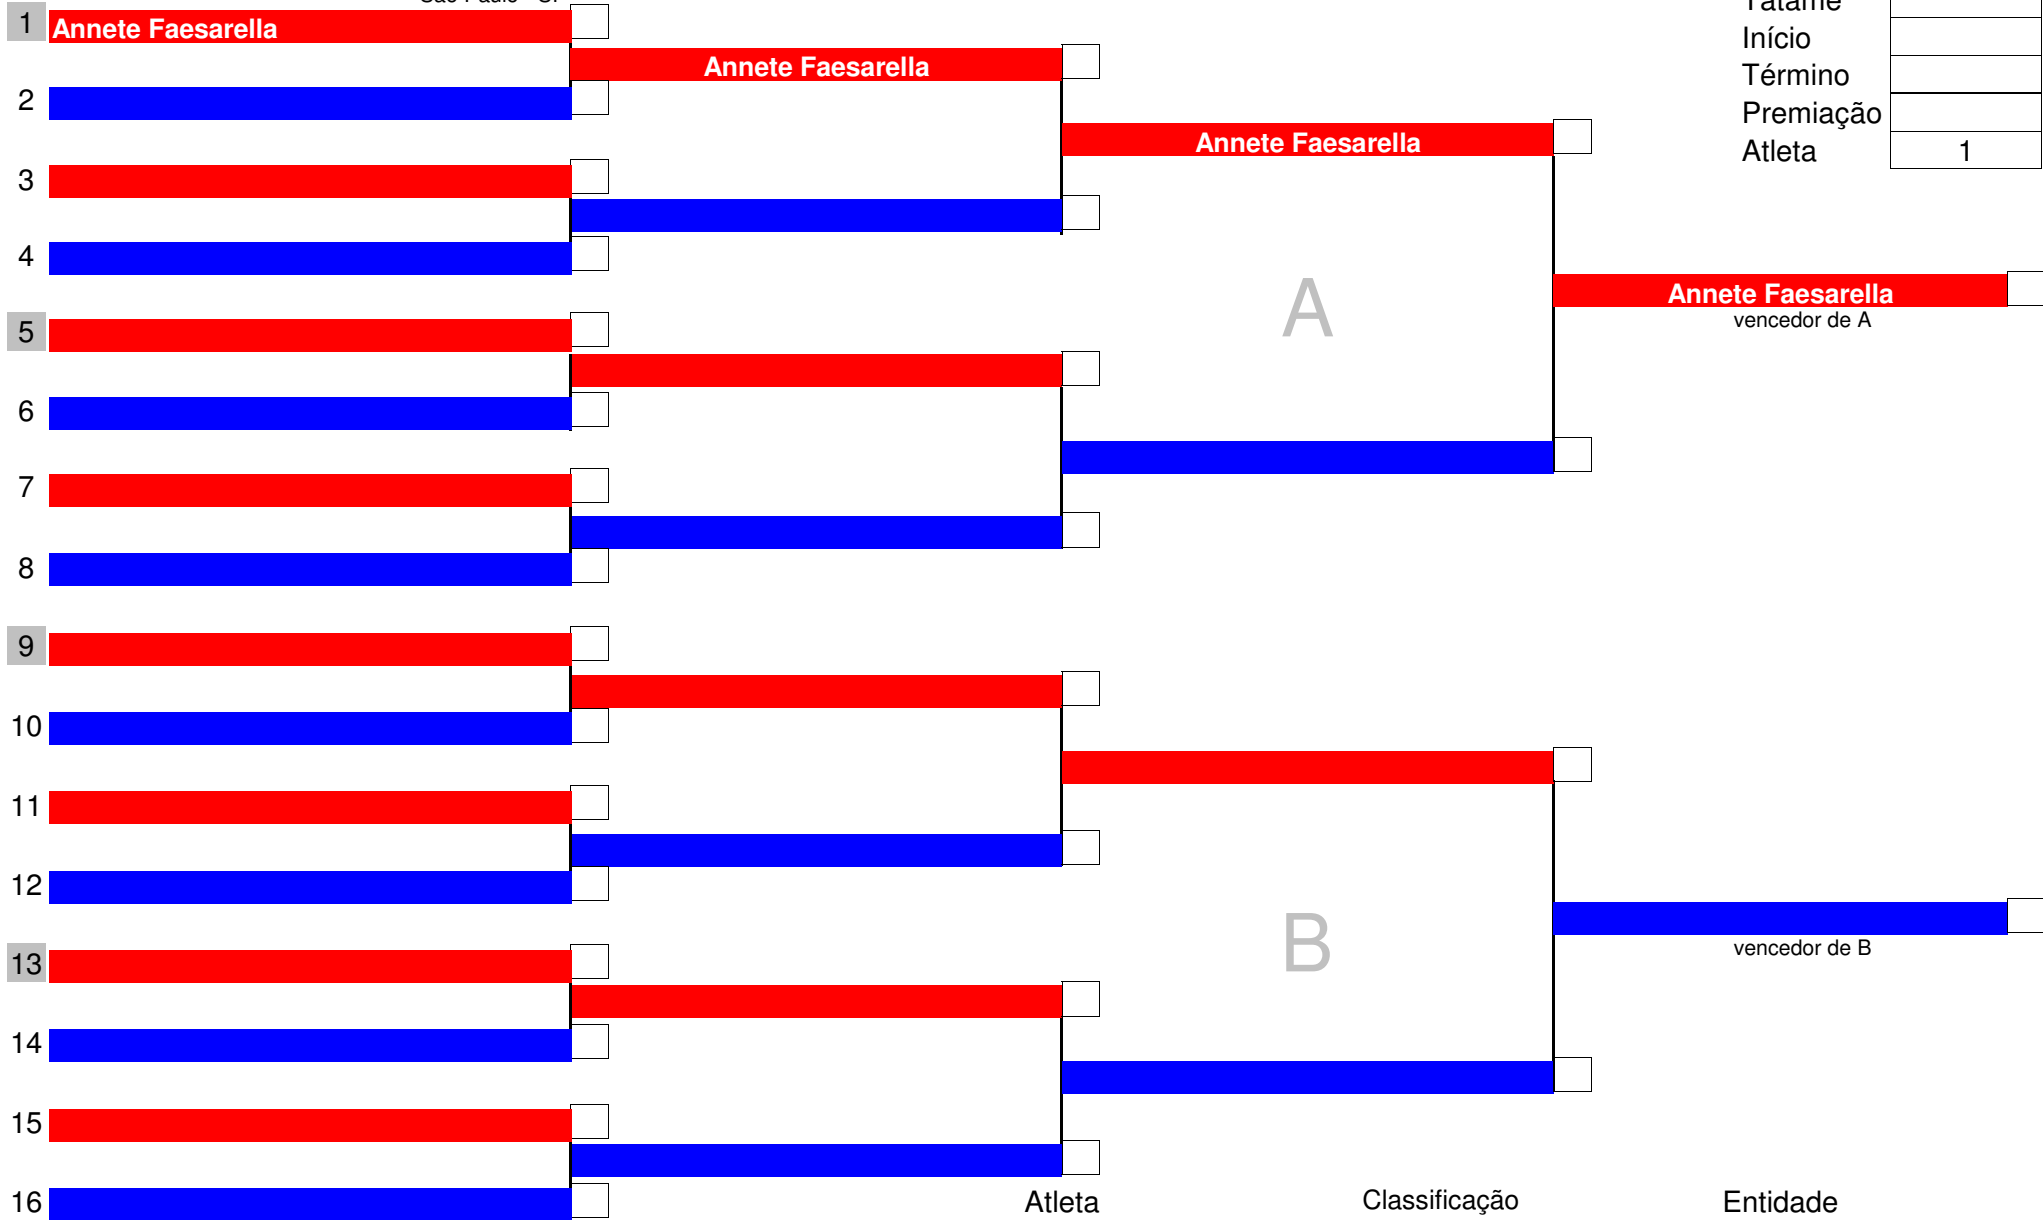 1 Annete Faesarella
Tatame
Início
Annete Faesarella
Término
2
Premiação
Annete Faesarella
Atleta 1
3
4
A
Annete Faesarella
vencedor de A
5
6
7
8
9
10
11
12
B
vencedor de B
13
14
15
16
Atleta Classificação Entidade